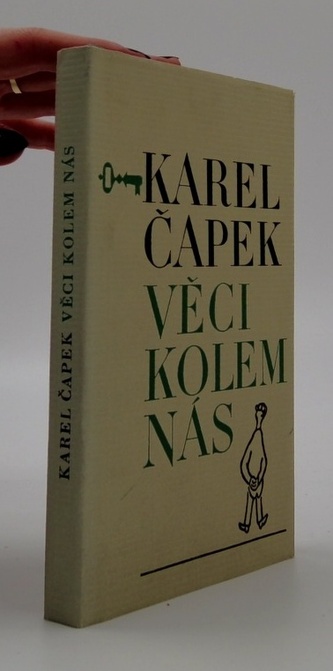 KAREL ČAPEK VĚCI KOLEM NÁS
KAREL
ČAPEK
VĚCI
KOLEM
NÁS